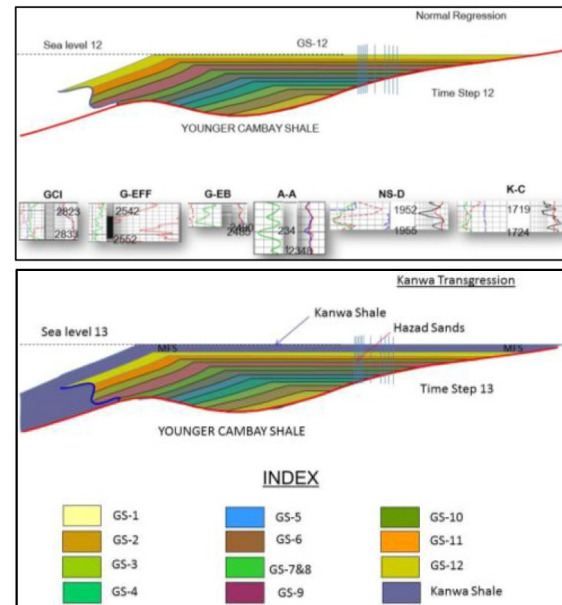 Normal Regression
Sea level 12
GS-12
Time Step 12
YOUNGER CAMBAY SHALE
GCI G-EFF G-EB A-A NS-D K-C
2823 2542 234 1952 1719
2833 2552 2485 2345 1955 1724
Kanwa Transgression
Kanwa Shale
Sea level 13
Hazad Sands
MFS MFS
Time Step 13
YOUNGER CAMBAY SHALE
INDEX
GS-1 GS-5 GS-10
GS-2 GS-6 GS-11
GS-3 GS-7&8 GS-12
GS-4 GS-9 Kanwa Shale